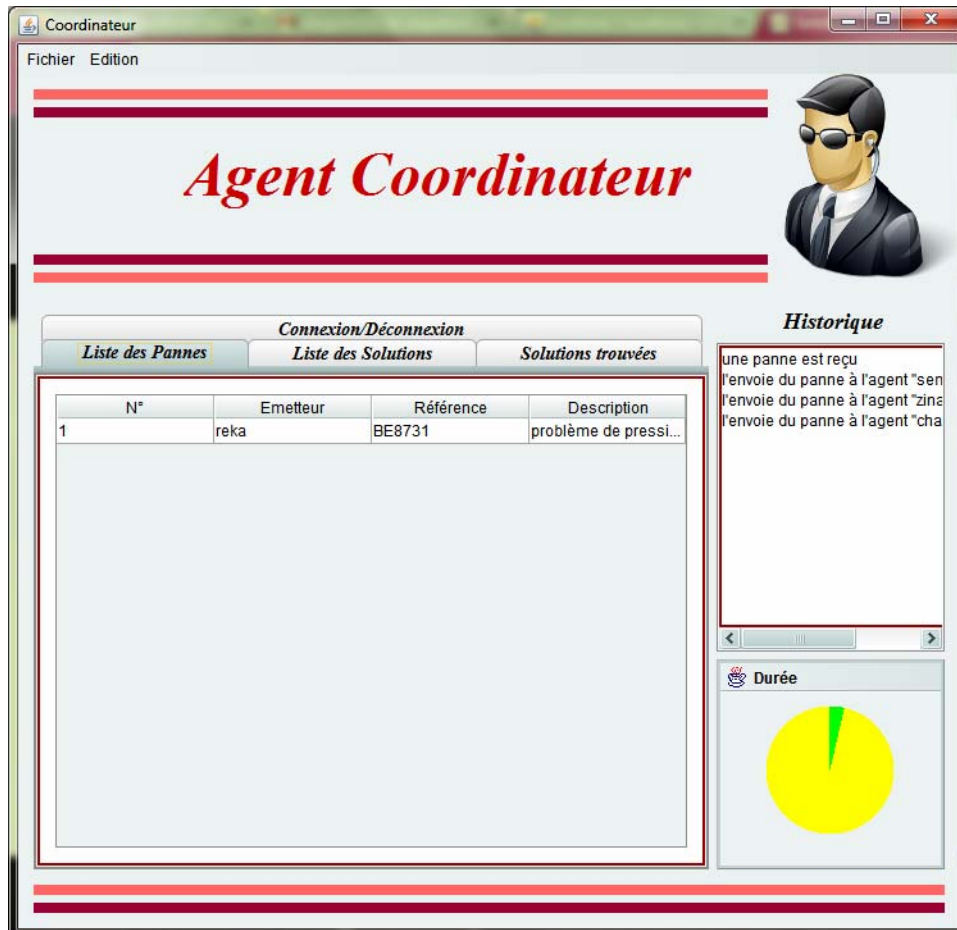 Coordinateur
Fichier Edition
Agent Coordinateur
Connexion/Déconnexion
Liste des Pannes Liste des Solutions Solutions trouvées
N° Emetteur Référence Description
1 reka BE8731 problème de pressi...
Historique
une panne est reçu
l'envoie du panne à l'agent "sen
l'envoie du panne à l'agent "zina
l'envoie du panne à l'agent "cha
Durée